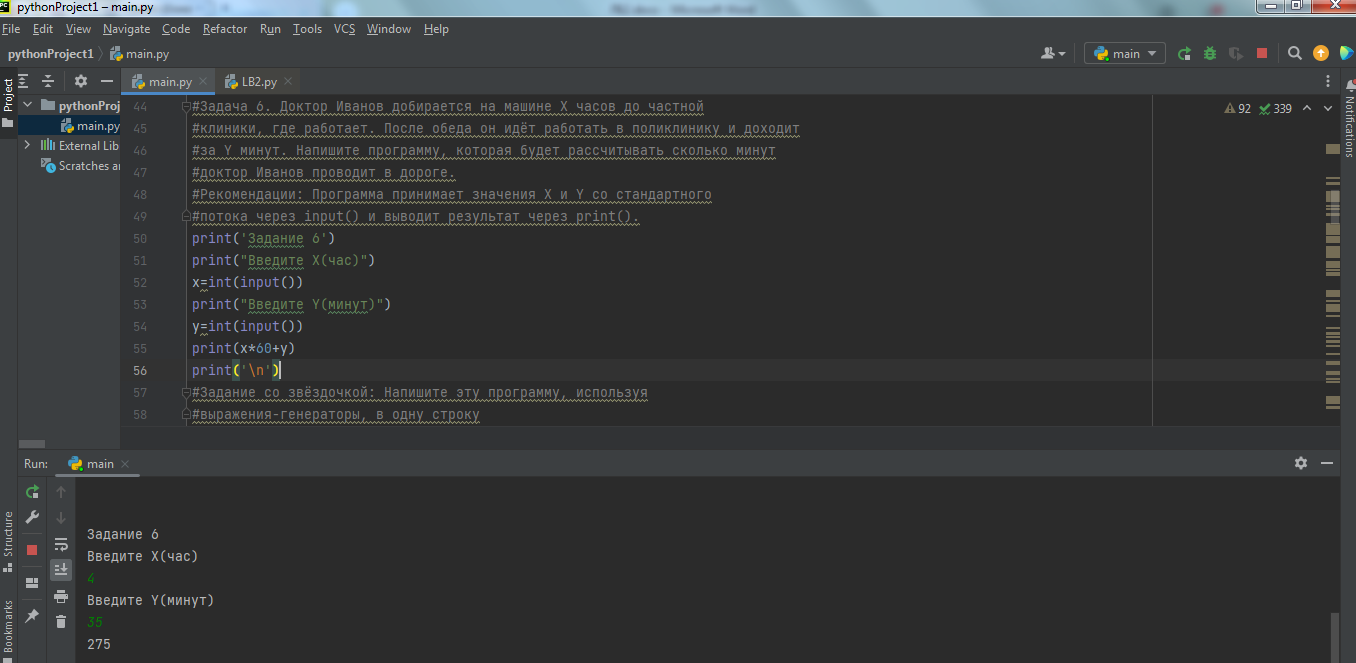 pythonProject1 – main.py
File Edit View Navigate Code Refactor Run Tools VCS Window Help
pythonProject1 main.py main
Project
main.py LB2.py
pythonProj
main.py
External Lib
Scratches ar
92 339
Notifications
44 #Задача 6. Доктор Иванов добирается на машине X часов до частной
45 #клиники, где работает. После обеда он идёт работать в поликлинику и доходит
46 #за Y минут. Напишите программу, которая будет рассчитывать сколько минут
47 #доктор Иванов проводит в дороге.
48 #Рекомендации: Программа принимает значения X и Y со стандартного
49 #потока через input() и выводит результат через print().
50 print('Задание 6')
51 print("Введите X(час)")
52 x=int(input())
53 print("Введите Y(минут)")
54 y=int(input())
55 print(x*60+y)
56 print('\n')
57 #Задание со звёздочкой: Напишите эту программу, используя
58 #выражения-генераторы, в одну строку
Run: main
Structure
Bookmarks
Задание 6
Введите X(час)
4
Введите Y(минут)
35
275